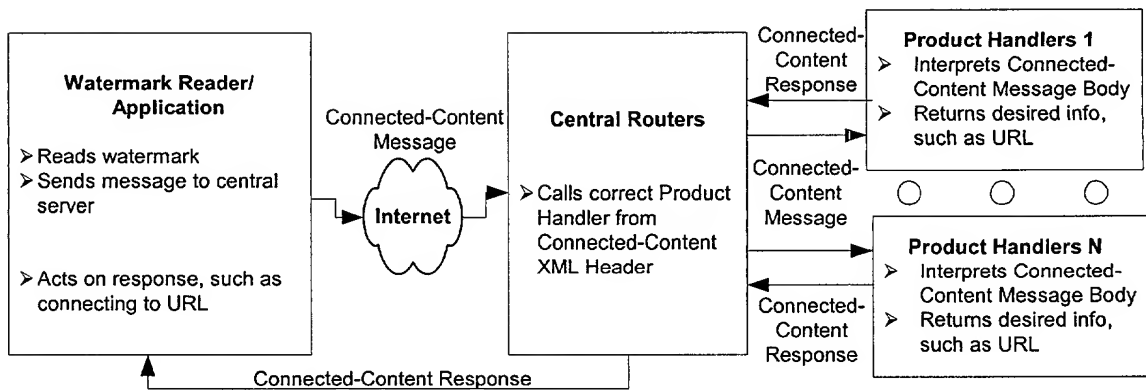 Watermark Reader/
Application
➢ Reads watermark
➢ Sends message to central
server
➢ Acts on response, such as
connecting to URL
Connected-Content
Message
Internet
Central Routers
➢ Calls correct Product
Handler from
Connected-Content
XML Header
Connected-
Content
Response
Connected-
Content
Message
Connected-
Content
Response
Product Handlers 1
➢ Interprets Connected-
Content Message Body
➢ Returns desired info,
such as URL
Product Handlers N
➢ Interprets Connected-
Content Message Body
➢ Returns desired info,
such as URL
Connected-Content Response